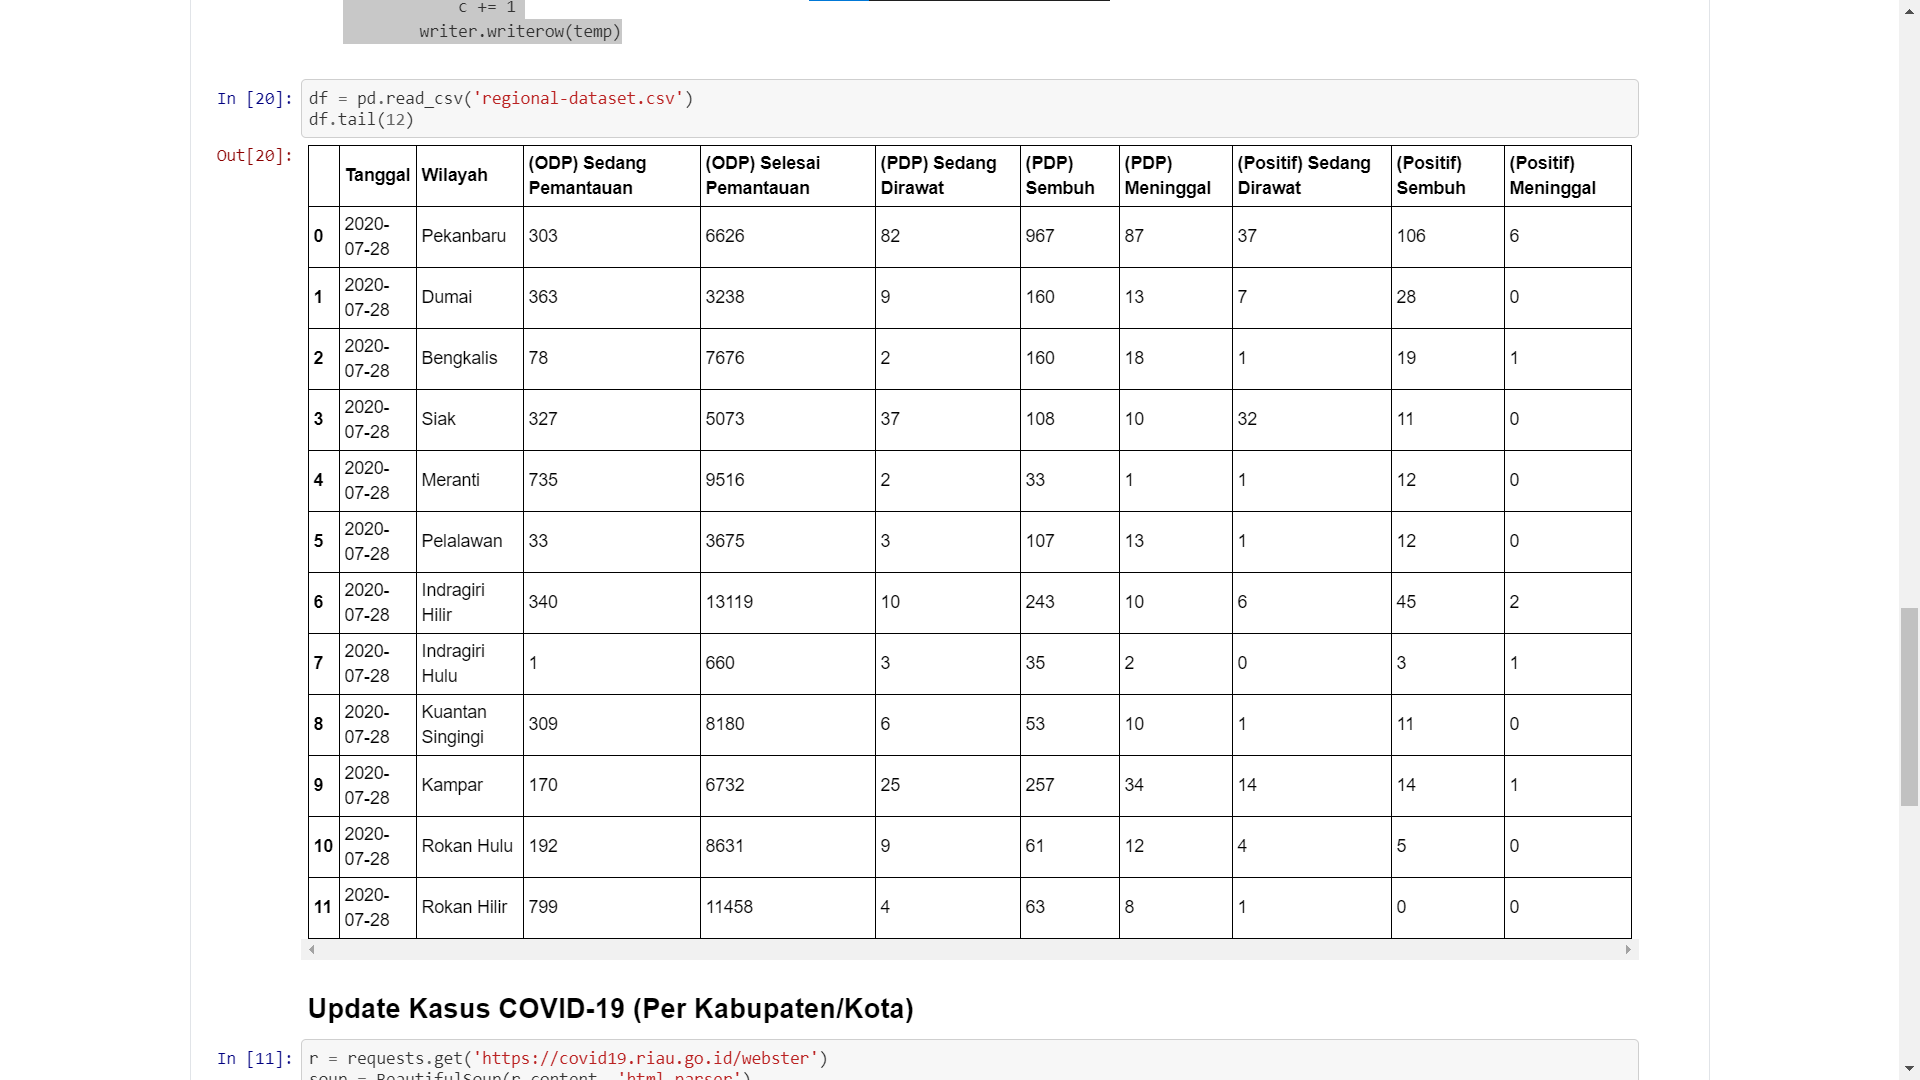 c += 1
writer.writerow(temp)
In [20]:
df = pd.read_csv('regional-dataset.csv')
df.tail(12)
Out[20]:
Tanggal Wilayah (ODP) Sedang Pemantauan (ODP) Selesai Pemantauan (PDP) Sedang Dirawat (PDP) Sembuh (PDP) Meninggal (Positif) Sedang Dirawat (Positif) Sembuh (Positif) Meninggal
0 2020-07-28 Pekanbaru 303 6626 82 967 87 37 106 6
1 2020-07-28 Dumai 363 3238 9 160 13 7 28 0
2 2020-07-28 Bengkalis 78 7676 2 160 18 1 19 1
3 2020-07-28 Siak 327 5073 37 108 10 32 11 0
4 2020-07-28 Meranti 735 9516 2 33 1 1 12 0
5 2020-07-28 Pelalawan 33 3675 3 107 13 1 12 0
6 2020-07-28 Indragiri Hilir 340 13119 10 243 10 6 45 2
7 2020-07-28 Indragiri Hulu 1 660 3 35 2 0 3 1
8 2020-07-28 Kuantan Singingi 309 8180 6 53 10 1 11 0
9 2020-07-28 Kampar 170 6732 25 257 34 14 14 1
10 2020-07-28 Rokan Hulu 192 8631 9 61 12 4 5 0
11 2020-07-28 Rokan Hilir 799 11458 4 63 8 1 0 0
Update Kasus COVID-19 (Per Kabupaten/Kota)
In [11]:
r = requests.get('https://covid19.riau.go.id/webster')
soup = BeautifulSoup(r.content, 'html.parser')